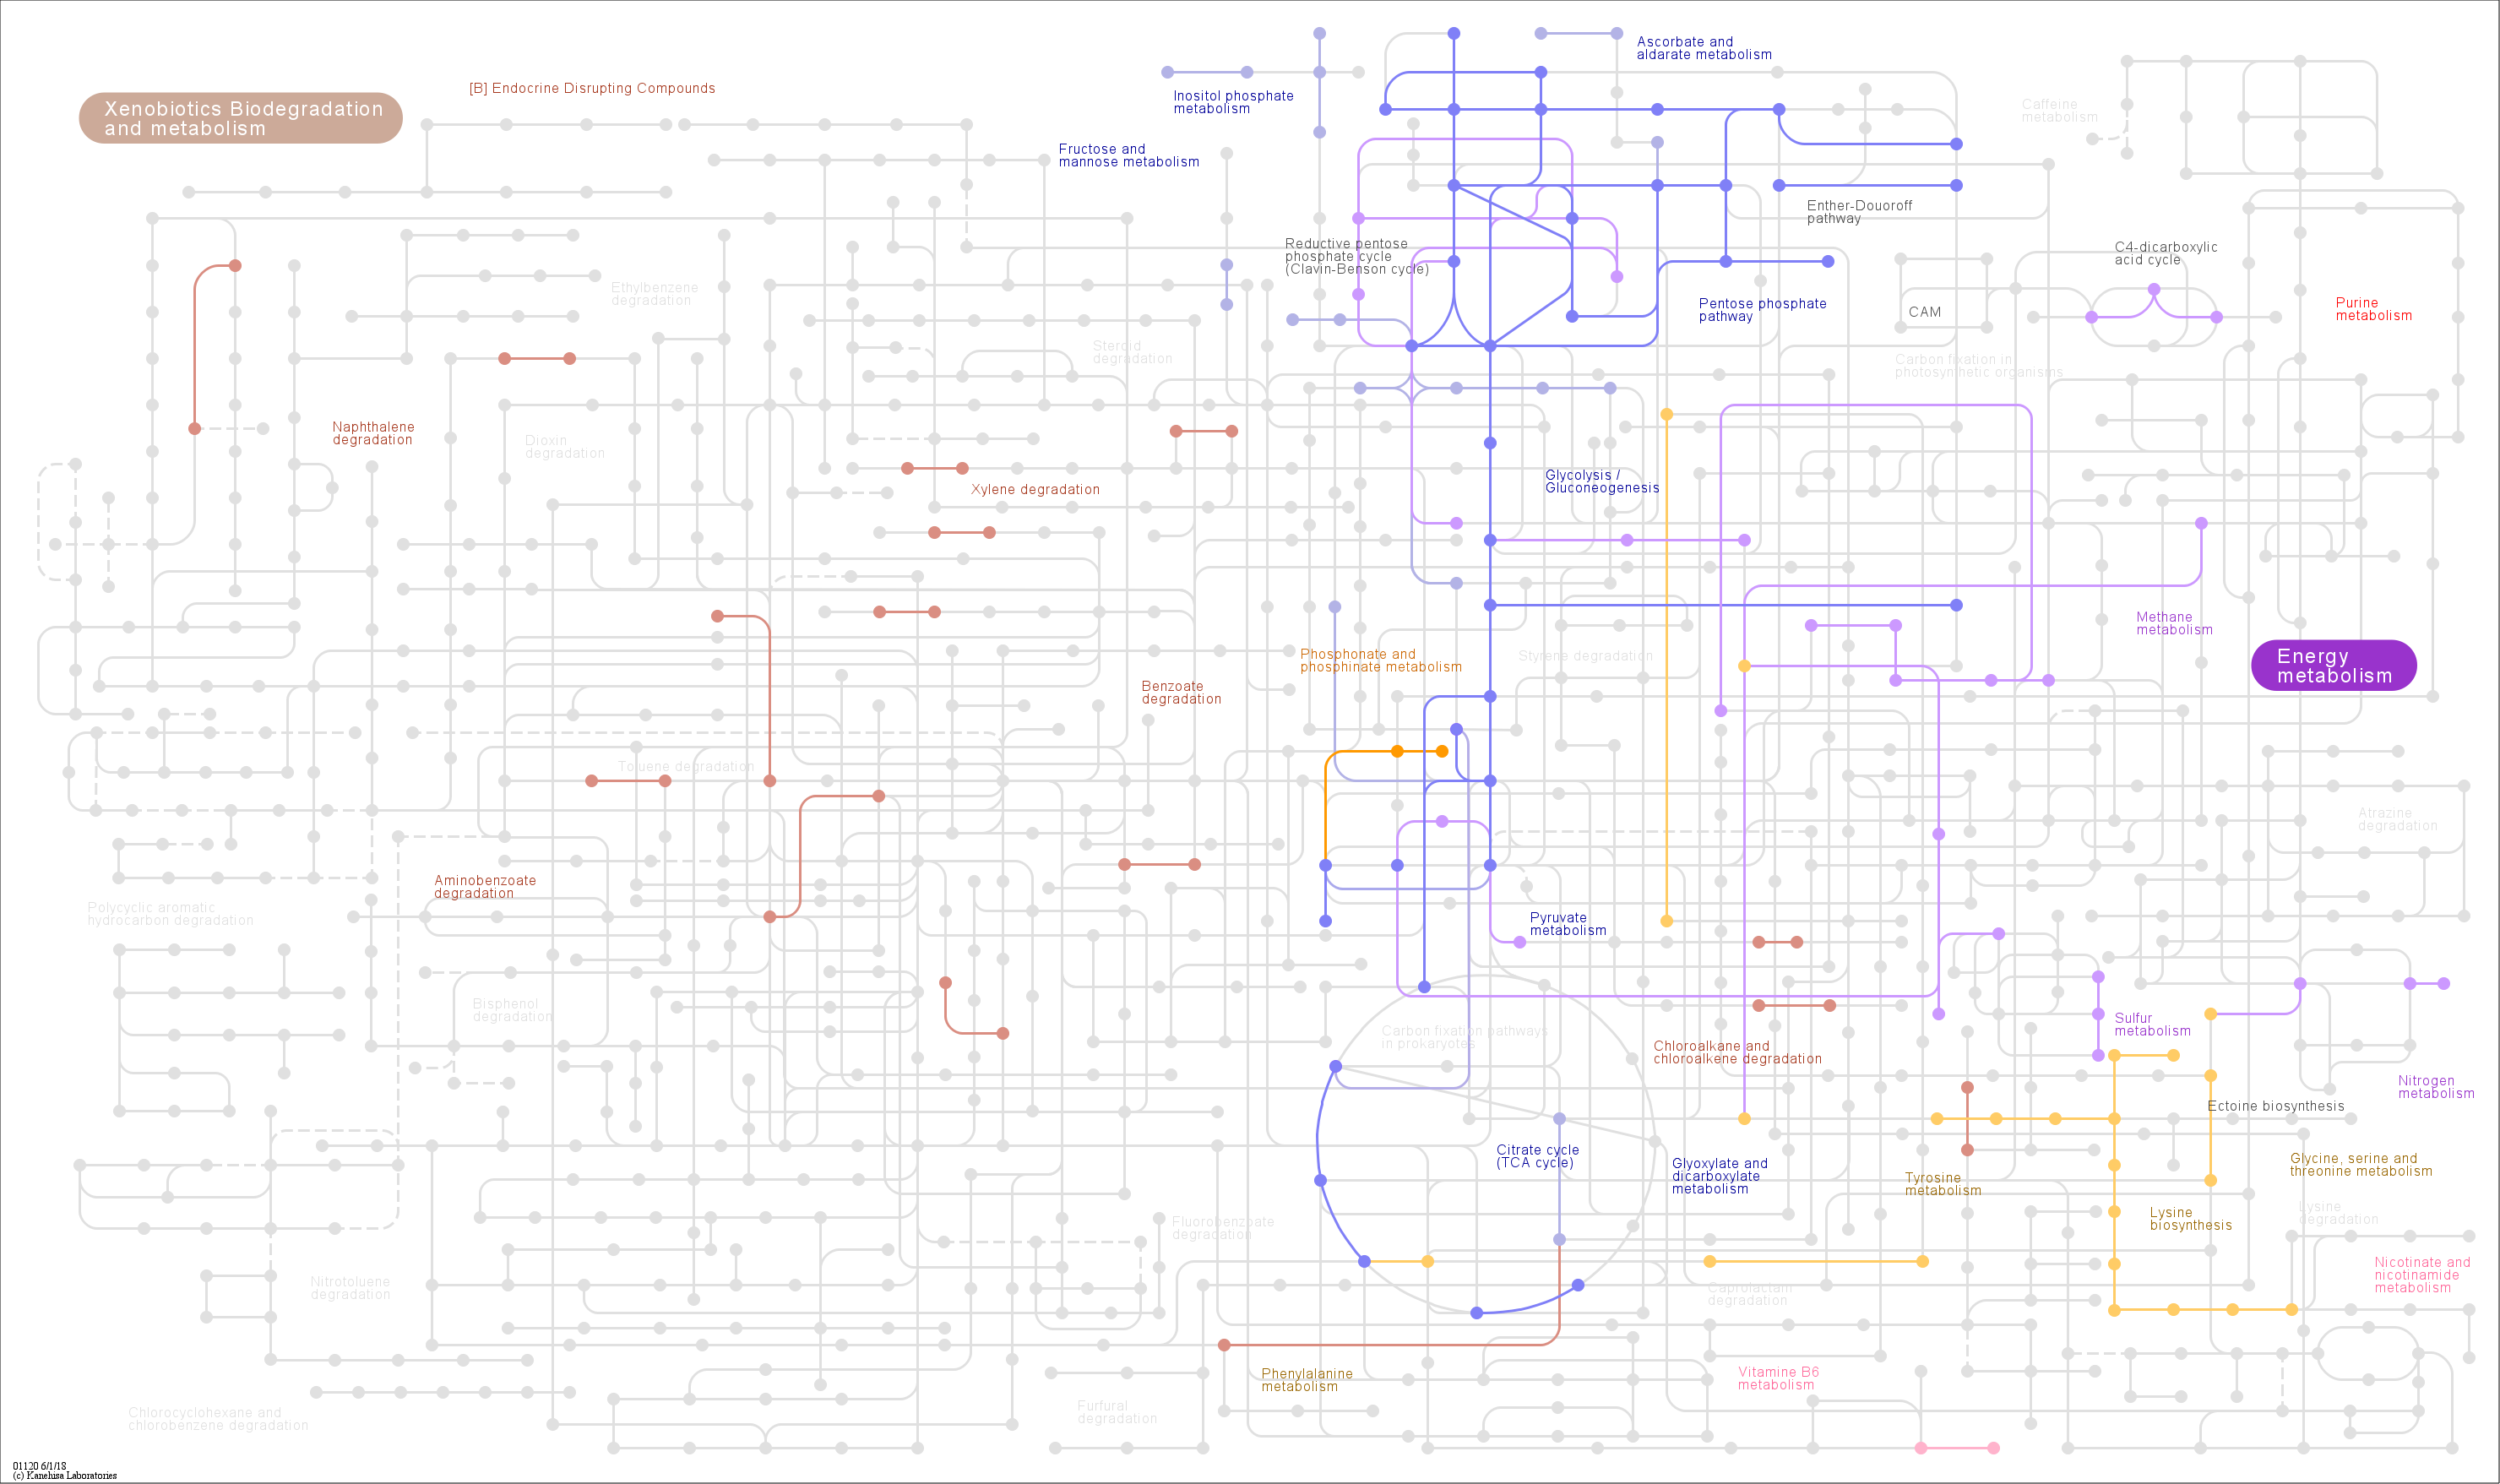 Ascorbate and
aldarate metabolism
[B] Endocrine Disrupting Compounds
Xenobiotics Biodegradation
and metabolism
Inositol phosphate
metabolism
Caffeine
metabolism
Fructose and
mannose metabolism
Enther-Douoroff
pathway
Reductive pentose
phosphate cycle
(Clavin-Benson cycle)
C4-dicarboxylic
acid cycle
Ethylbenzene
degradation
Pentose phosphate
pathway
CAM
Purine
metabolism
Steroid
degradation
Carbon fixation in
photosynthetic organisms
Naphthalene
degradation
Dioxin
degradation
Glycolysis /
Gluconeogenesis
Xylene degradation
Methane
metabolism
Phosphonate and
phosphinate metabolism
Styrene degradation
Energy
metabolism
Benzoate
degradation
Toluene degradation
Atrazine
degradation
Aminobenzoate
degradation
Polycyclic aromatic
hydrocarbon degradation
Pyruvate
metabolism
Bisphenol
degradation
Carbon fixation pathways
in prokaryotes
Sulfur
metabolism
Chloroalkane and
chloroalkene degradation
Nitrogen
metabolism
Ectoine biosynthesis
Citrate cycle
(TCA cycle)
Glyoxylate and
dicarboxylate
metabolism
Glycine, serine and
threonine metabolism
Tyrosine
metabolism
Lysine
biosynthesis
Lysine
degradation
Fluorobenzoate
degradation
Nicotinate and
nicotinamide
metabolism
Nitrotoluene
degradation
Caprolactam
degradation
Phenylalanine
metabolism
Vitamine B6
metabolism
Furfural
degradation
Chlorocyclohexane and
chlorobenzene degradation
01120 6/1/18
(c) Kanehisa Laboratories